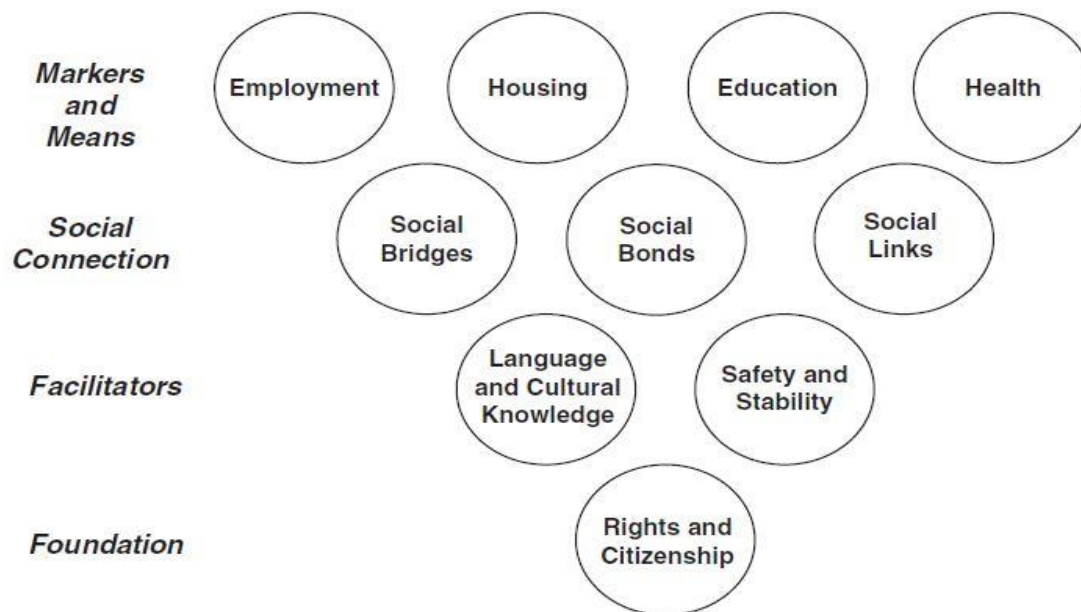 Markers
and
Means
Employment
Housing
Education
Health
Social
Connection
Social
Bridges
Social
Bonds
Social
Links
Facilitators
Language
and Cultural
Knowledge
Safety and
Stability
Foundation
Rights and
Citizenship